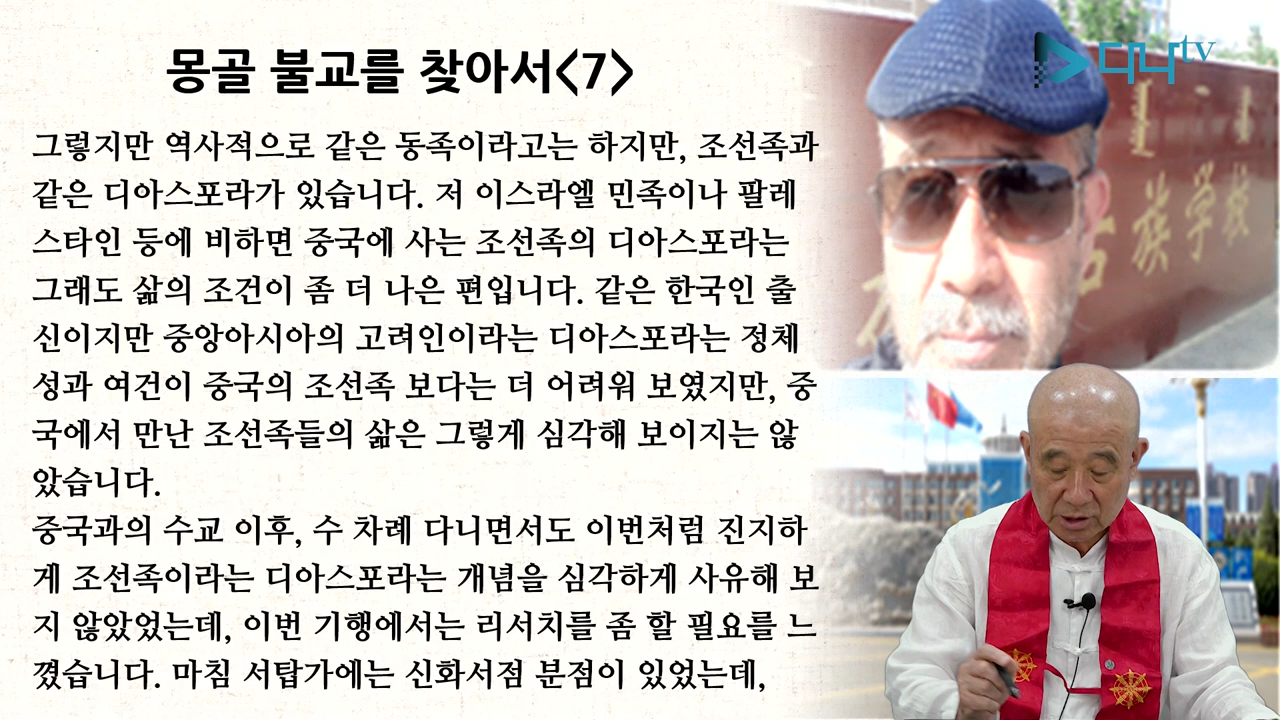 몽골 불교를 찾아서<7>
그렇지만 역사적으로 같은 동족이라고는 하지만, 조선족과
같은 디아스포라가 있습니다. 저 이스라엘 민족이나 팔레
스타인 등에 비하면 중국에 사는 조선족의 디아스포라는
그래도 삶의 조건이 좀 더 나은 편입니다. 같은 한국인 출
신이지만 중앙아시아의 고려인이라는 디아스포라는 정체
성과 여건이 중국의 조선족 보다는 더 어려워 보였지만, 중
국에서 만난 조선족들의 삶은 그렇게 심각해 보이지는 않
았습니다.
중국과의 수교 이후, 수 차례 다니면서도 이번처럼 진지하
게 조선족이라는 디아스포라는 개념을 심각하게 사유해 보
지 않았었는데, 이번 기행에서는 리서치를 좀 할 필요를 느
꼈습니다. 마침 서탑가에는 신화서점 분점이 있었는데,
tv
族学校